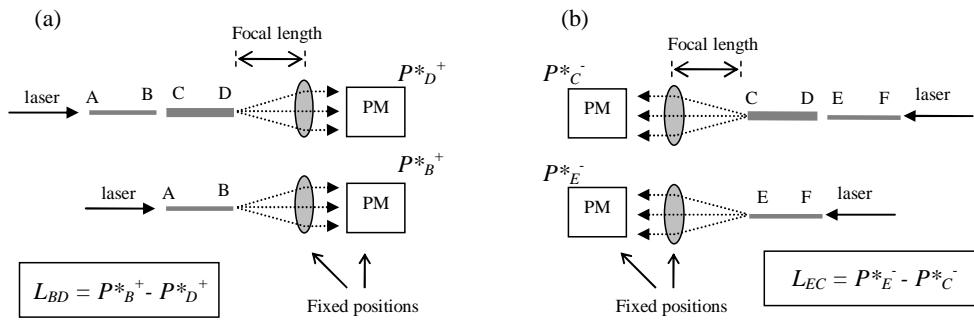 (a)
Focal length
P*D+
laser
A B C D
PM
P*B+
laser
A B
PM
LBD = P*B+ - P*D+
Fixed positions
(b)
Focal length
P*C-
PM
C D E F
laser
P*E-
PM
E F
laser
LEC = P*E- - P*C-
Fixed positions